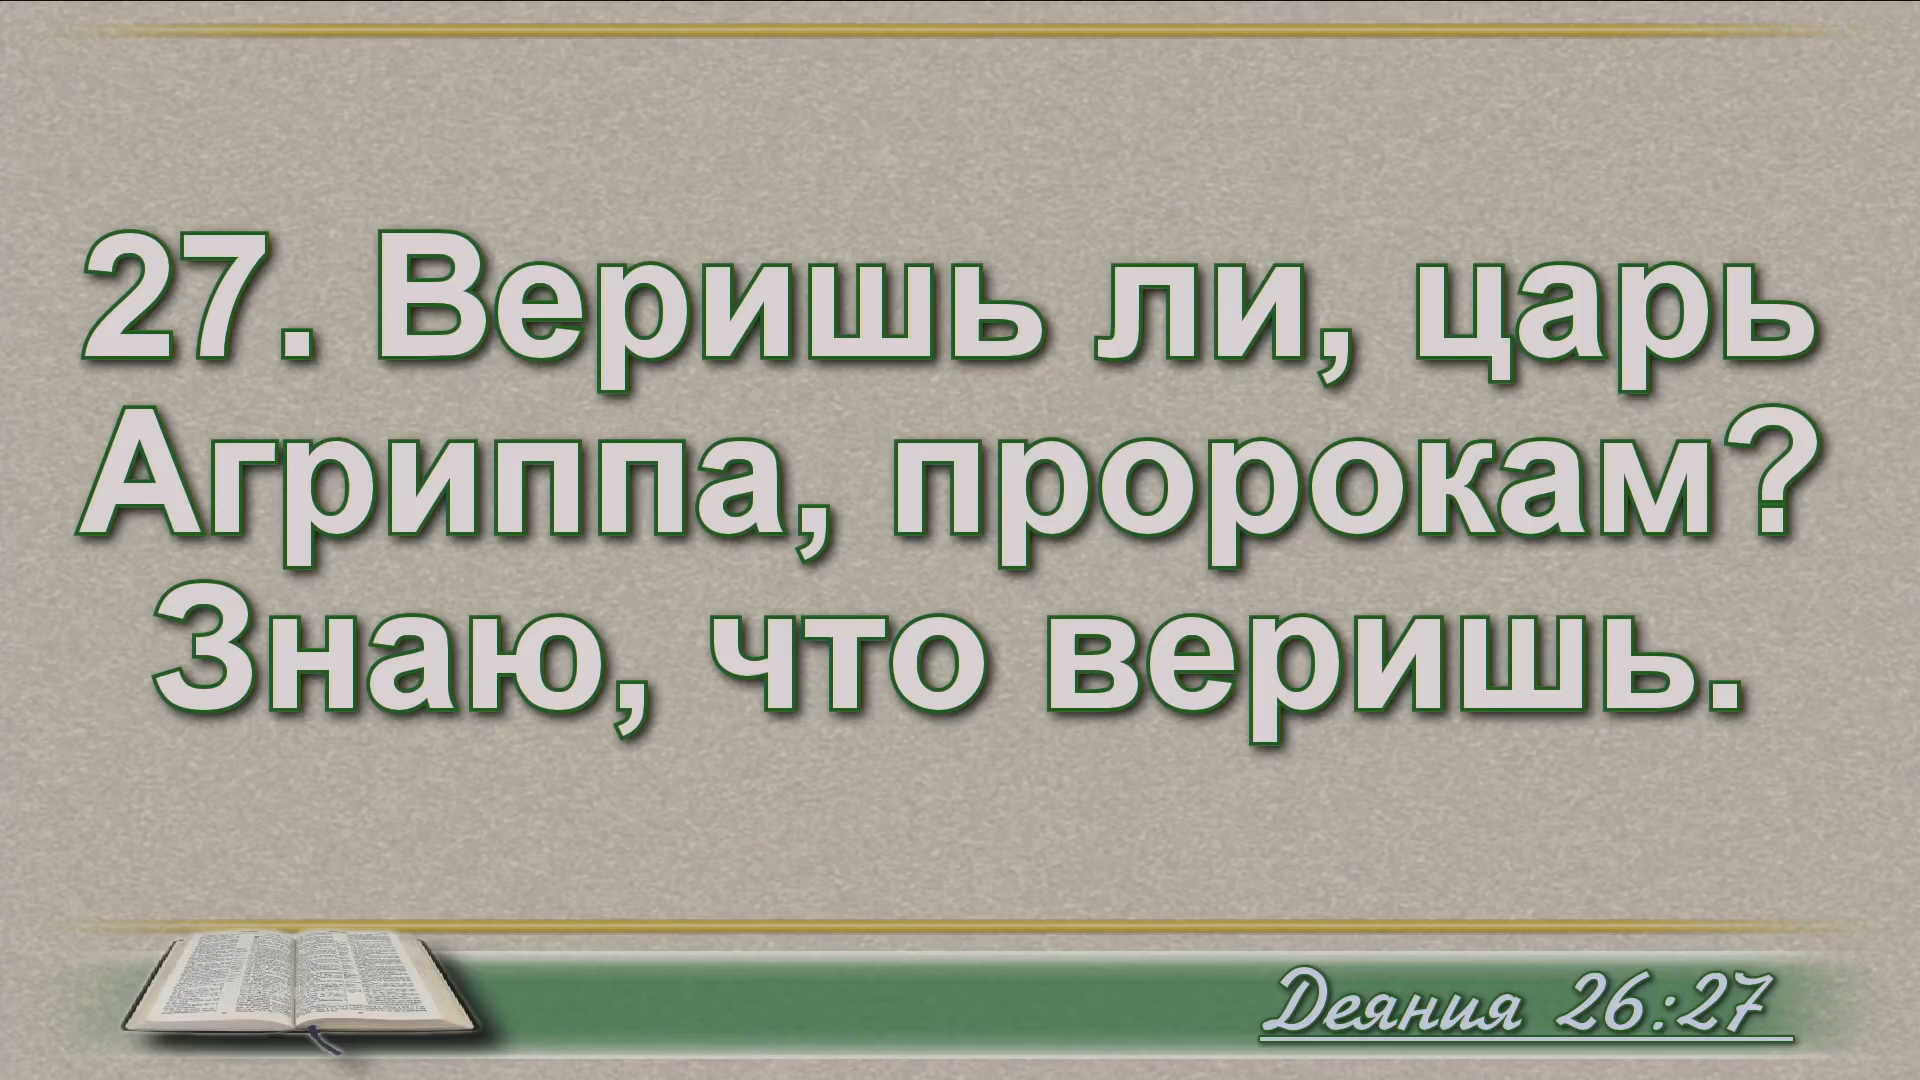 27. Веришь ли, царь
Агриппа, пророкам?
Знаю, что веришь.
Деяния 26:27